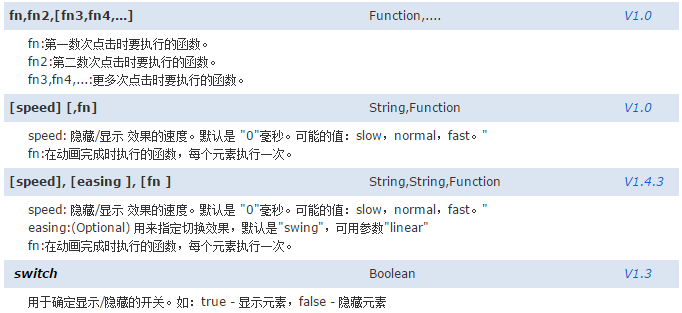 fn,fn2,[fn3,fn4,...] Function,.... V1.0
fn:第一数次点击时要执行的函数。
fn2:第二数次点击时要执行的函数。
fn3,fn4,...:更多次点击时要执行的函数。
[speed] [,fn] String,Function V1.0
speed: 隐藏/显示 效果的速度。默认是 "0"毫秒。可能的值：slow，normal，fast。"
fn:在动画完成时执行的函数，每个元素执行一次。
[speed], [easing ], [fn ] String,String,Function V1.4.3
speed: 隐藏/显示 效果的速度。默认是 "0"毫秒。可能的值：slow，normal，fast。"
easing:(Optional) 用来指定切换效果，默认是"swing"，可用参数"linear"
fn:在动画完成时执行的函数，每个元素执行一次。
switch Boolean V1.3
用于确定显示/隐藏的开关。如：true - 显示元素，false - 隐藏元素